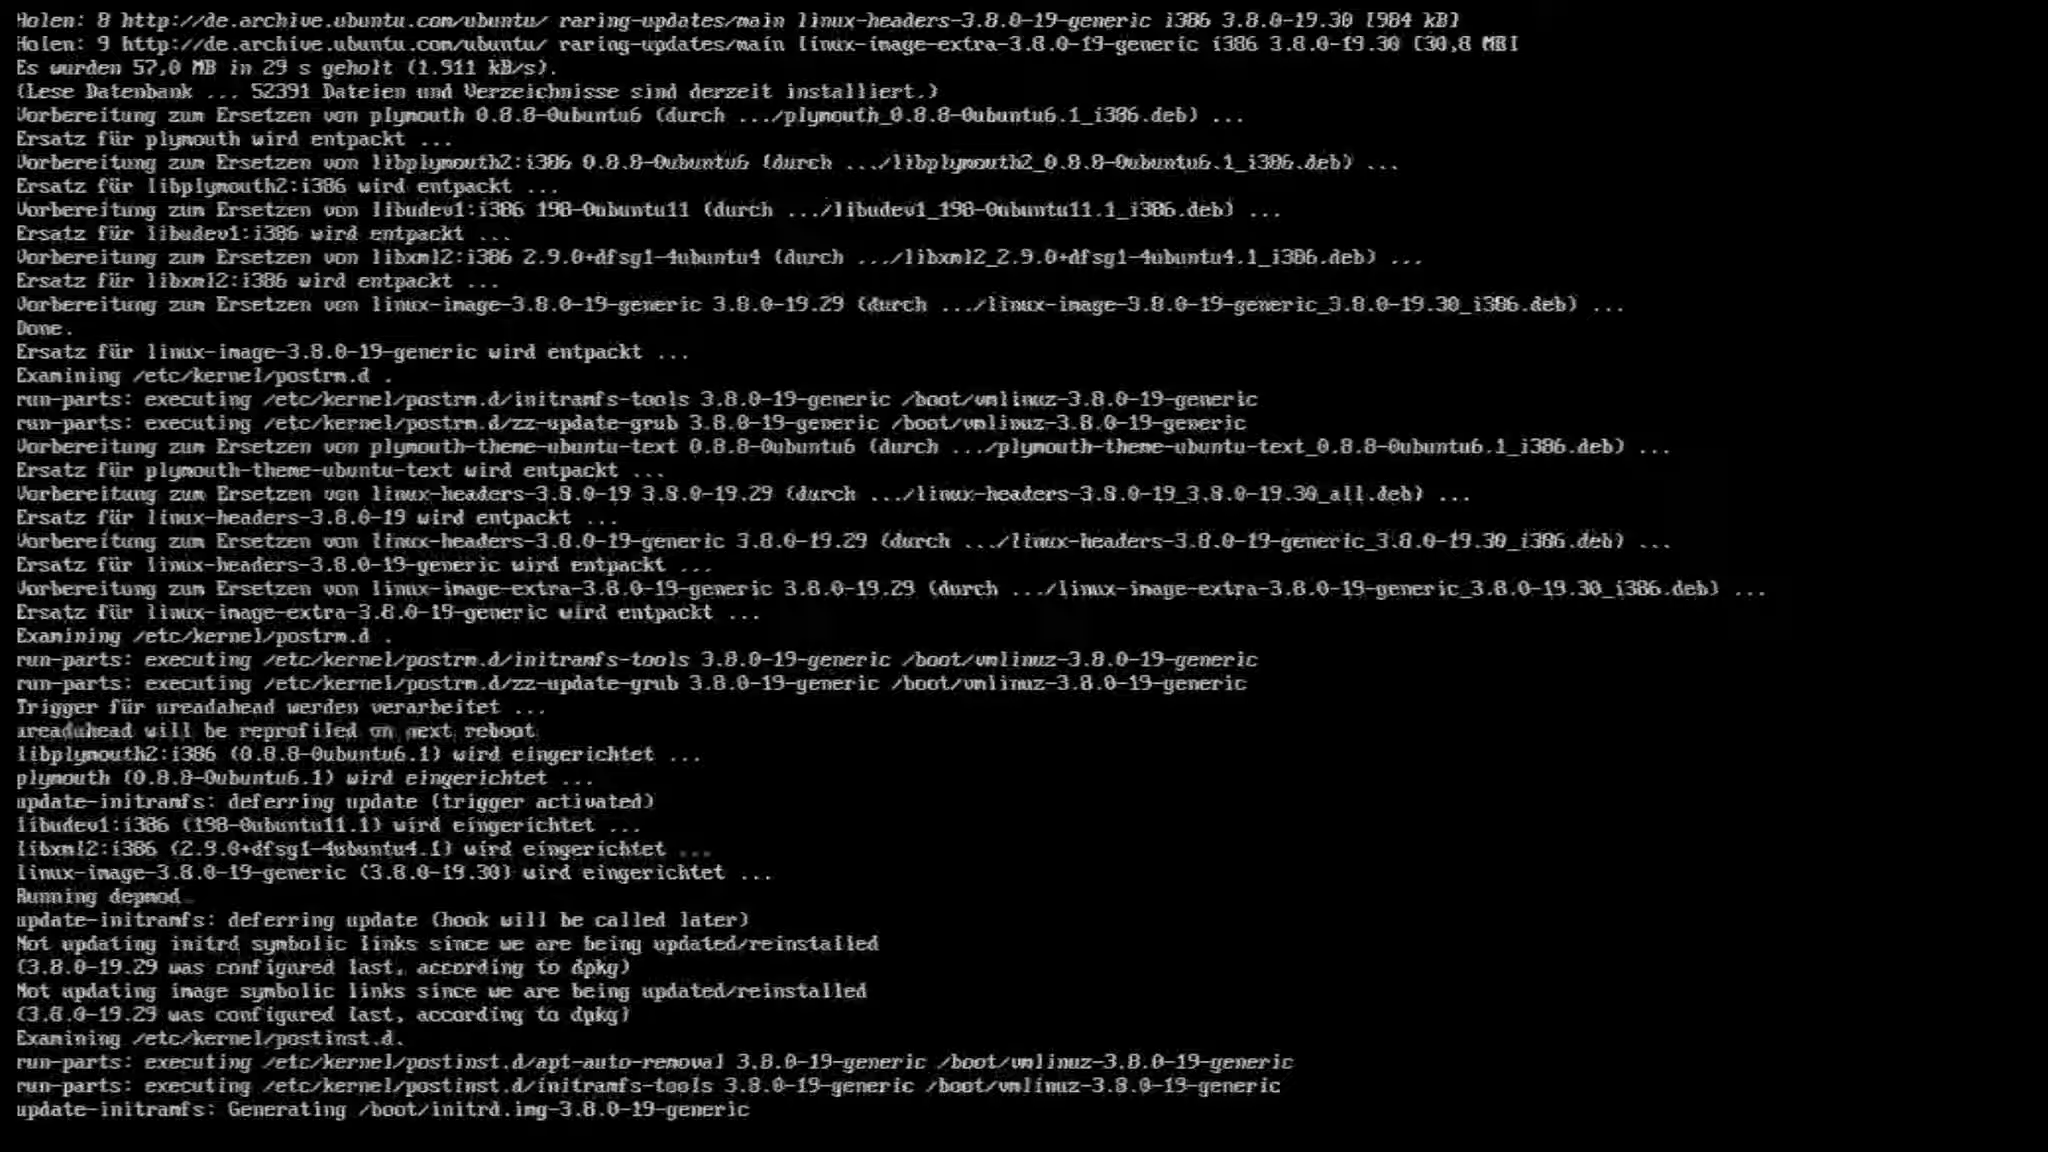 Holen: 8 http://de.archive.ubuntu.com/ubuntu/ raring-updates/main linux-headers-3.8.0-19-generic i386 3.8.0-19.30 [984 kB]
Holen: 9 http://de.archive.ubuntu.com/ubuntu/ raring-updates/main linux-image-extra-3.8.0-19-generic i386 3.8.0-19.30 [30,8 MB]
Es wurden 57,0 MB in 29 s geholt (1.911 kB/s).
(Lese Datenbank ... 52391 Dateien und Verzeichnisse sind derzeit installiert.)
Vorbereitung zum Ersetzen von plymouth 0.8.8-0ubuntu6 (durch .../plymouth_0.8.8-0ubuntu6.1_i386.deb) ...
Ersatz für plymouth wird entpackt ...
Vorbereitung zum Ersetzen von libplymouth2:i386 0.8.8-0ubuntu6 (durch .../libplymouth2_0.8.8-0ubuntu6.1_i386.deb) ...
Ersatz für libplymouth2:i386 wird entpackt ...
Vorbereitung zum Ersetzen von libudev1:i386 198-0ubuntu11 (durch .../libudev1_198-0ubuntu11.1_i386.deb) ...
Ersatz für libudev1:i386 wird entpackt ...
Vorbereitung zum Ersetzen von libxml2:i386 2.9.0+dfsg1-4ubuntu4 (durch .../libxml2_2.9.0+dfsg1-4ubuntu4.1_i386.deb) ...
Ersatz für libxml2:i386 wird entpackt ...
Vorbereitung zum Ersetzen von linux-image-3.8.0-19-generic 3.8.0-19.29 (durch .../linux-image-3.8.0-19-generic_3.8.0-19.30_i386.deb) ...
Done.
Ersatz für linux-image-3.8.0-19-generic wird entpackt ...
Examining /etc/kernel/postrm.d .
run-parts: executing /etc/kernel/postrm.d/initramfs-tools 3.8.0-19-generic /boot/vmlinuz-3.8.0-19-generic
run-parts: executing /etc/kernel/postrm.d/zz-update-grub 3.8.0-19-generic /boot/vmlinuz-3.8.0-19-generic
Vorbereitung zum Ersetzen von plymouth-theme-ubuntu-text 0.8.8-0ubuntu6 (durch .../plymouth-theme-ubuntu-text_0.8.8-0ubuntu6.1_i386.deb) ...
Ersatz für plymouth-theme-ubuntu-text wird entpackt ...
Vorbereitung zum Ersetzen von linux-headers-3.8.0-19 3.8.0-19.29 (durch .../linux-headers-3.8.0-19_3.8.0-19.30_all.deb) ...
Ersatz für linux-headers-3.8.0-19 wird entpackt ...
Vorbereitung zum Ersetzen von linux-headers-3.8.0-19-generic 3.8.0-19.29 (durch .../linux-headers-3.8.0-19-generic_3.8.0-19.30_i386.deb) ...
Ersatz für linux-headers-3.8.0-19-generic wird entpackt ...
Vorbereitung zum Ersetzen von linux-image-extra-3.8.0-19-generic 3.8.0-19.29 (durch .../linux-image-extra-3.8.0-19-generic_3.8.0-19.30_i386.deb) ...
Ersatz für linux-image-extra-3.8.0-19-generic wird entpackt ...
Examining /etc/kernel/postrm.d .
run-parts: executing /etc/kernel/postrm.d/initramfs-tools 3.8.0-19-generic /boot/vmlinuz-3.8.0-19-generic
run-parts: executing /etc/kernel/postrm.d/zz-update-grub 3.8.0-19-generic /boot/vmlinuz-3.8.0-19-generic
Trigger für ureadahead werden verarbeitet ...
ureadahead will be reprofiled on next reboot
libplymouth2:i386 (0.8.8-0ubuntu6.1) wird eingerichtet ...
plymouth (0.8.8-0ubuntu6.1) wird eingerichtet ...
update-initramfs: deferring update (trigger activated)
libudev1:i386 (198-0ubuntu11.1) wird eingerichtet ...
libxml2:i386 (2.9.0+dfsg1-4ubuntu4.1) wird eingerichtet ...
linux-image-3.8.0-19-generic (3.8.0-19.30) wird eingerichtet ...
Running depmod.
update-initramfs: deferring update (hook will be called later)
Not updating initrd symbolic links since we are being updated/reinstalled
(3.8.0-19.29 was configured last, according to dpkg)
Not updating image symbolic links since we are being updated/reinstalled
(3.8.0-19.29 was configured last, according to dpkg)
Examining /etc/kernel/postinst.d.
run-parts: executing /etc/kernel/postinst.d/apt-auto-removal 3.8.0-19-generic /boot/vmlinuz-3.8.0-19-generic
run-parts: executing /etc/kernel/postinst.d/initramfs-tools 3.8.0-19-generic /boot/vmlinuz-3.8.0-19-generic
update-initramfs: Generating /boot/initrd.img-3.8.0-19-generic